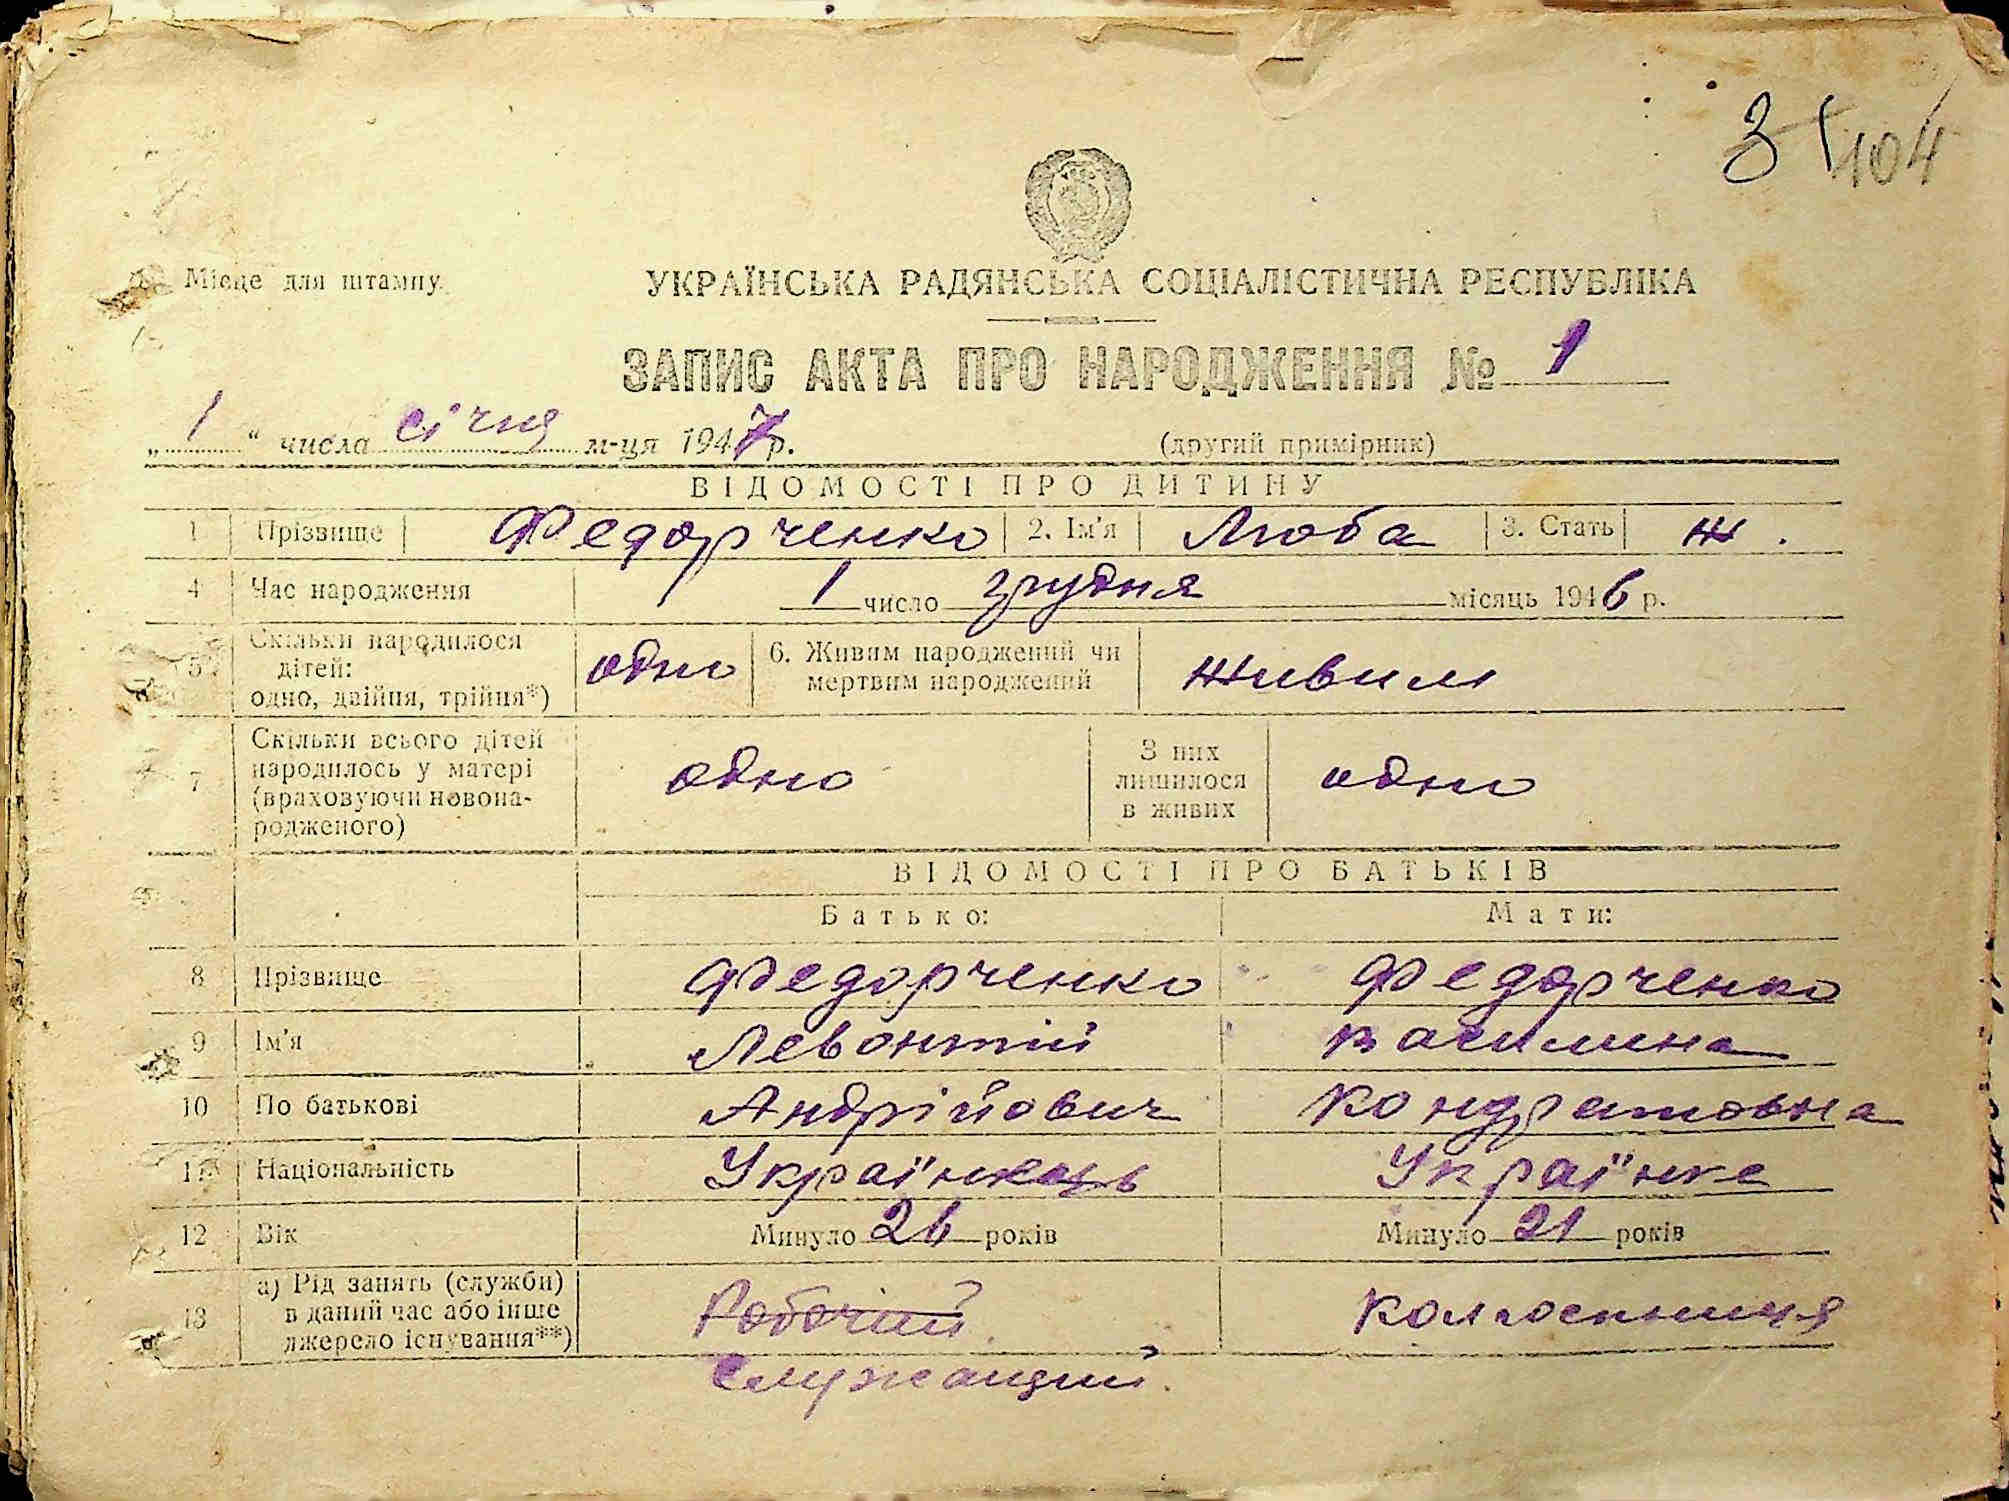 3 104
Місце для штампу.
УКРАЇНСЬКА РАДЯНСЬКА СОЦІАЛІСТИЧНА РЕСПУБЛІКА
ЗАПИС АКТА ПРО НАРОДЖЕННЯ № 1
„ 1 " числа січня м-ця 1947 р.
(другий примірник)
ВІДОМОСТІ ПРО ДИТИНУ
1 Прізвище Федорченко 2. Ім'я Люба 3. Стать ж.
4 Час народження 1 число грудня місяць 1946 р.
5 Скільки народилося дітей: одно, двійня, трійня*) одно 6. Живим народжений чи мертвим народжений живим
7 Скільки всього дітей народилось у матері (враховуючи новонародженого) одно З них лишилося в живих одно
ВІДОМОСТІ ПРО БАТЬКІВ
Батько: Мати:
8 Прізвище Федорченко Федорченко
9 Ім'я Левонтій Василина
10 По батькові Андрійович Кондратовна
11 Національність Українець Українка
12 Вік Минуло 26 років Минуло 21 років
13 а) Рід занять (служби) в даний час або інше джерело існування**) Робочий. Колгоспниця
Служащий.